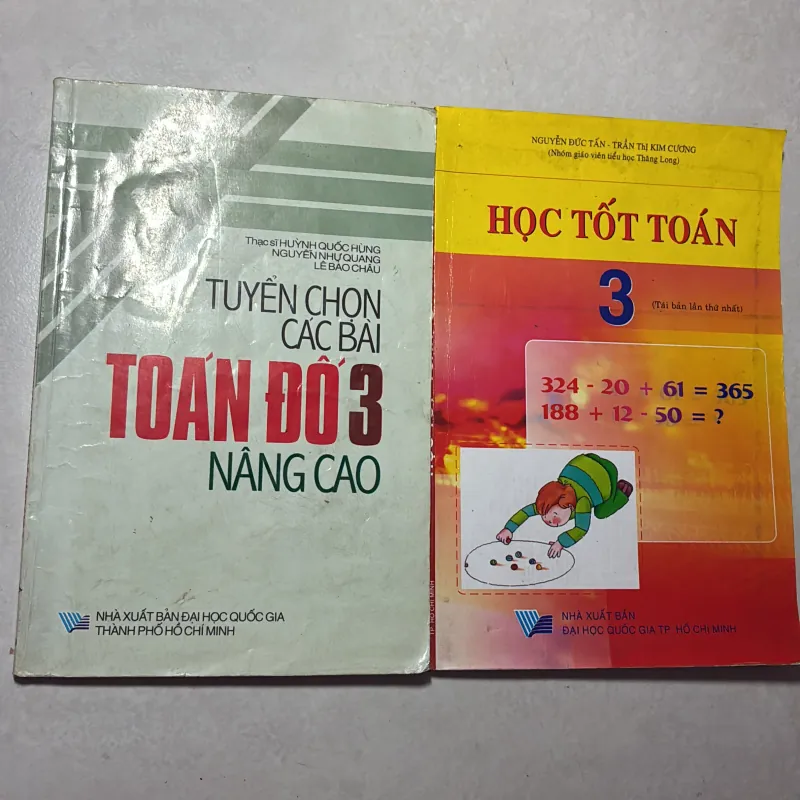 Thạc sĩ HUỲNH QUỐC HÙNG
NGUYỄN NHƯ QUANG
LÊ BẢO CHÂU
TUYỂN CHỌN
CÁC BÀI
TOÁN ĐỐ 3
NÂNG CAO
NHÀ XUẤT BẢN ĐẠI HỌC QUỐC GIA
THÀNH PHỐ HỒ CHÍ MINH
NGUYỄN ĐỨC TẤN - TRẦN THỊ KIM CƯƠNG
(Nhóm giáo viên tiểu học Thăng Long)
HỌC TỐT TOÁN
3
(Tái bản lần thứ nhất)
324 - 20 + 61 = 365
188 + 12 - 50 = ?
NHÀ XUẤT BẢN
ĐẠI HỌC QUỐC GIA TP. HỒ CHÍ MINH